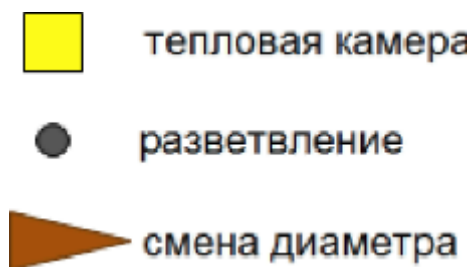 тепловая камера
разветвление
смена диаметра